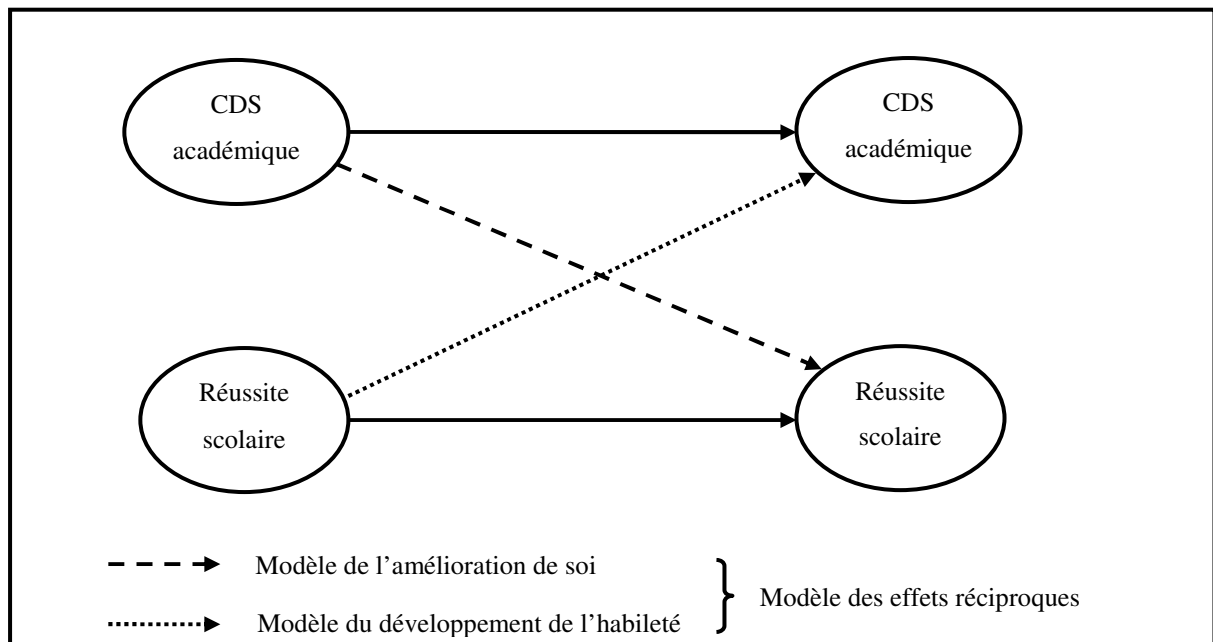 CDS
académique
CDS
académique
Réussite
scolaire
Réussite
scolaire
Modèle de l'amélioration de soi
Modèle du développement de l'habileté
Modèle des effets réciproques